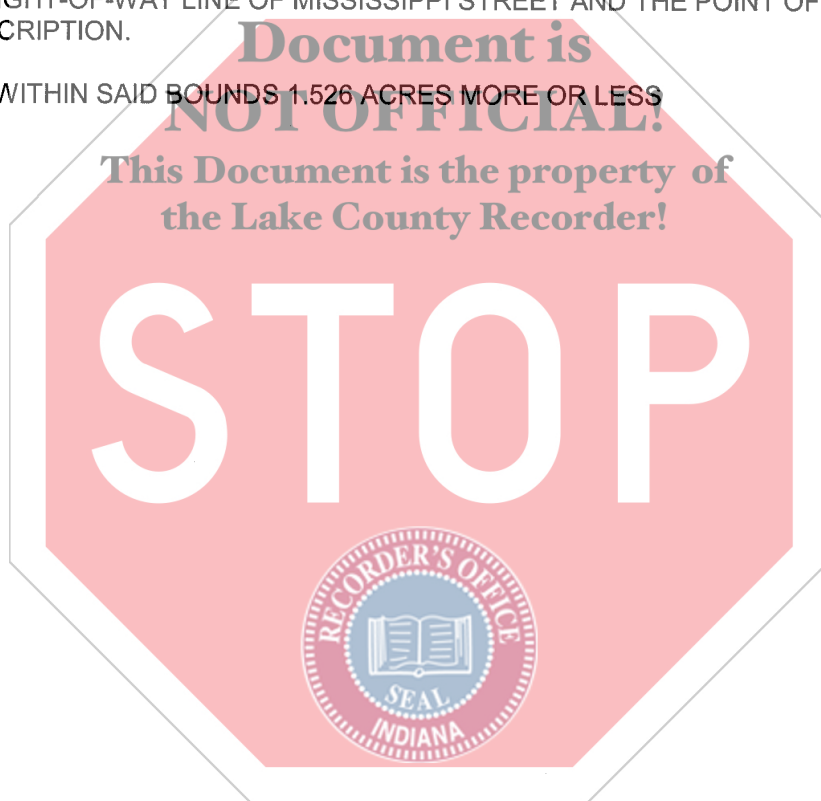 IGHT-OF-WAY LINE OF MISSISSIPPI STREET AND THE POINT OF
CRIPTION.
Document is
WITHIN SAID BOUNDS 1.526 ACRES MORE OR LESS
NOT OFFICIAL!
This Document is the property of
the Lake County Recorder!
STOP
RECORDER'S OFFICE
SEAL
INDIANA